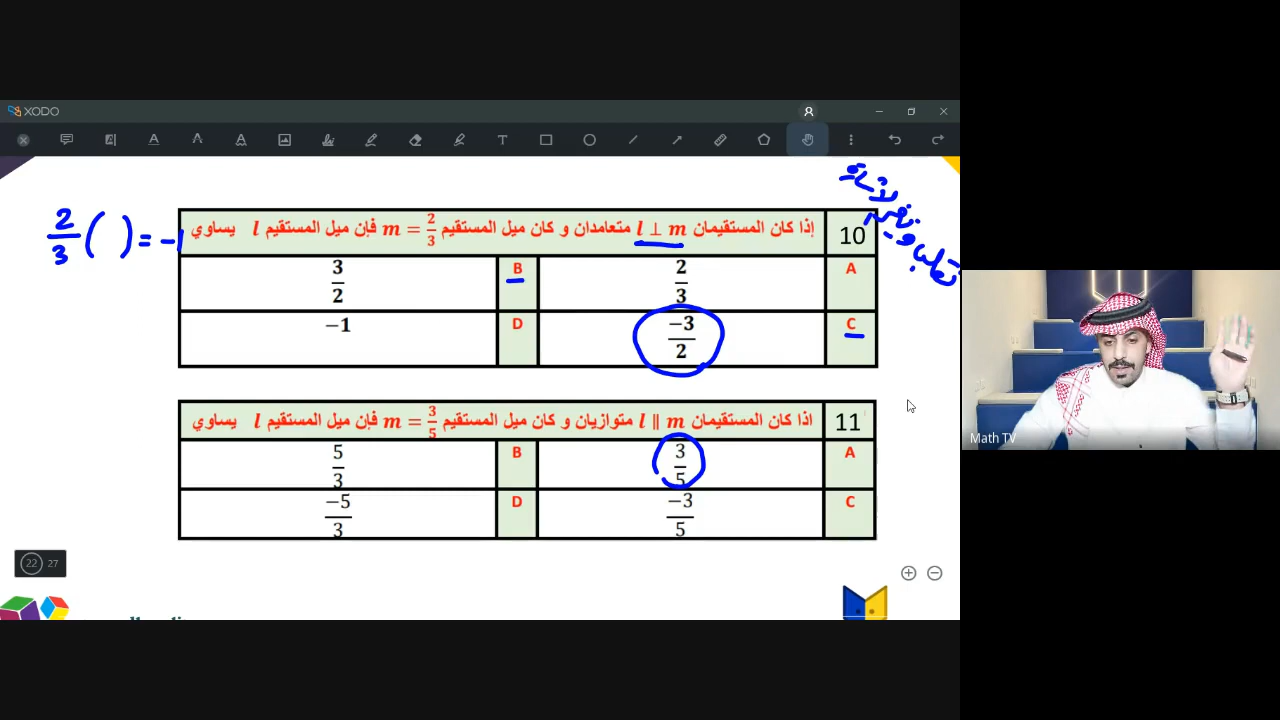 XODO
إذا كان المستقيمان l ⊥ m متعامدان و كان ميل المستقيم m = 2/3 فإن ميل المستقيم l يساوي
10
2/3 ( ) = -1
A
2/3
B
3/2
C
-3/2
D
-1
اذا كان المستقيمان l ∥ m متوازيان و كان ميل المستقيم m = 3/5 فإن ميل المستقيم l يساوي
11
A
3/5
B
5/3
C
-3/5
D
-5/3
22 27
Math TV